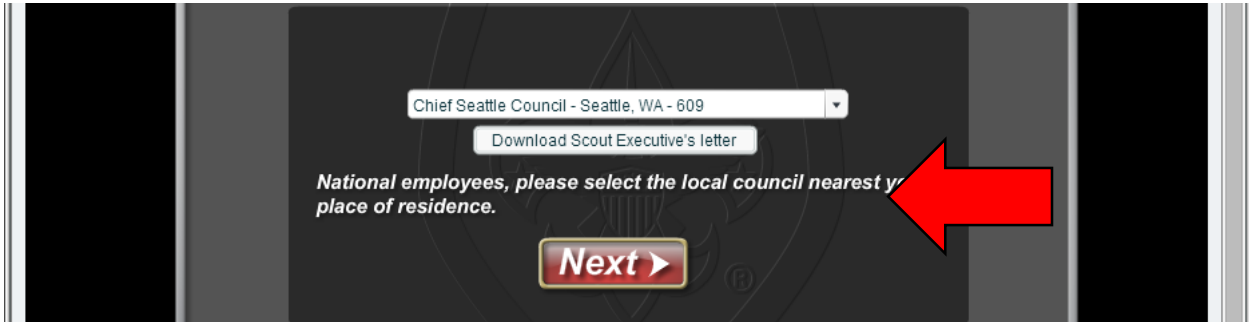 Chief Seattle Council - Seattle, WA - 609
Download Scout Executive's letter
National employees, please select the local council nearest
place of residence.
Next
®